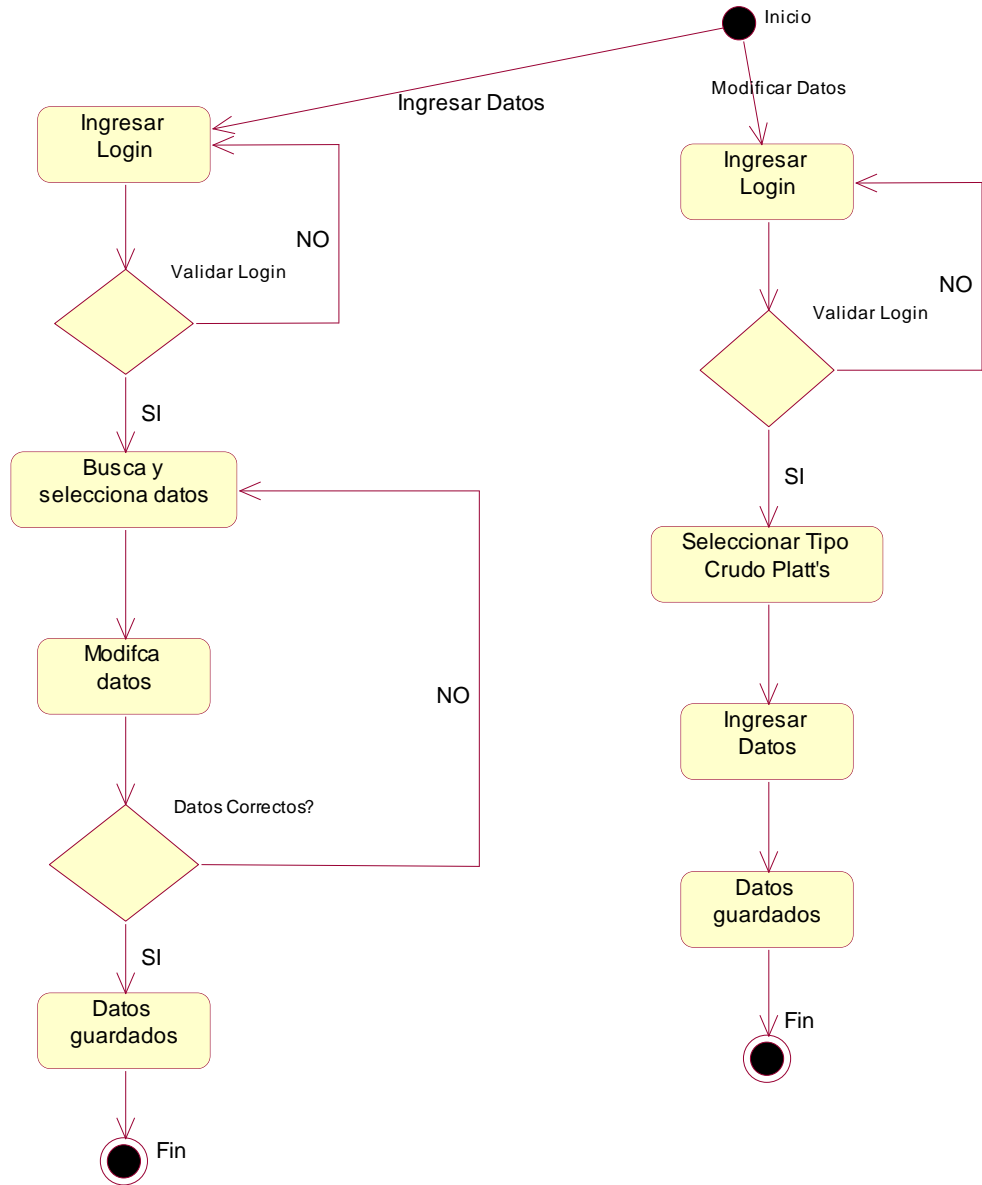 Inicio
Ingresar Datos
Modificar Datos
Ingresar
Login
NO
Validar Login
SI
Busca y
selecciona datos
Modifca
datos
NO
Datos Correctos?
SI
Datos
guardados
Fin
Ingresar
Login
NO
Validar Login
SI
Seleccionar Tipo
Crudo Platt's
Ingresar
Datos
Datos
guardados
Fin